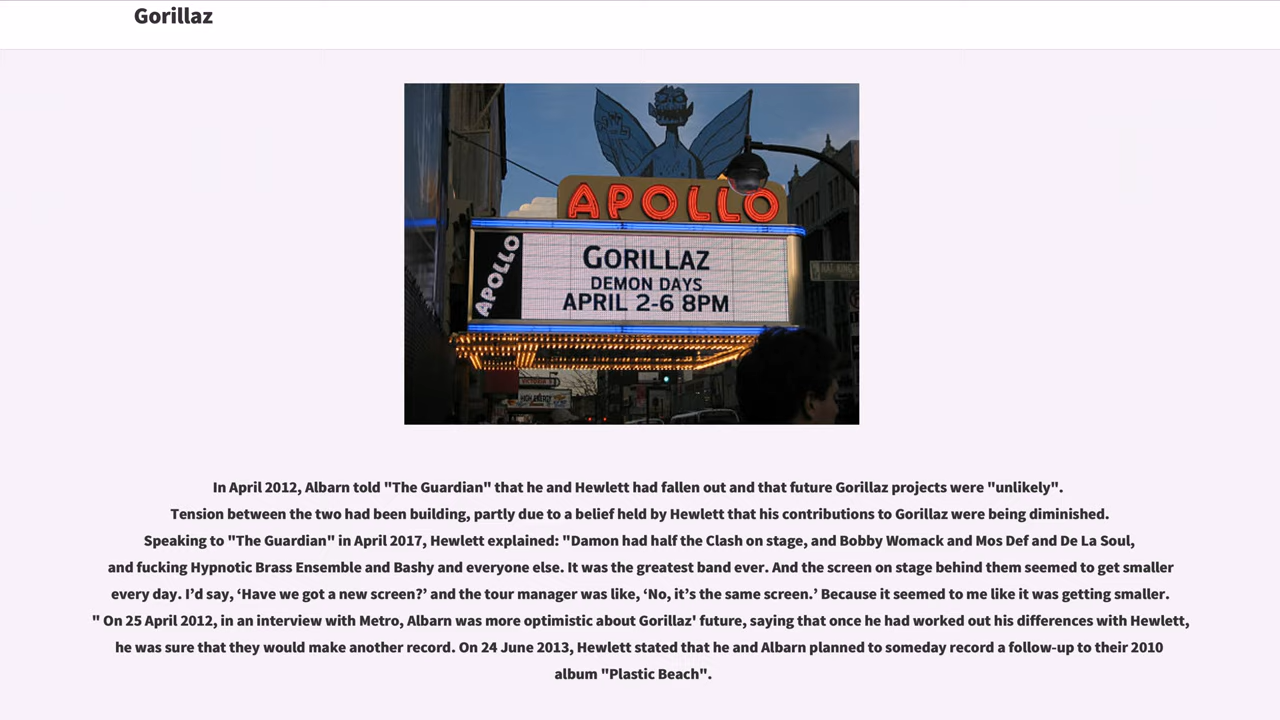 Gorillaz
APOLLO
APOLLO
GORILLAZ
DEMON DAYS
APRIL 2-6 8PM
In April 2012, Albarn told "The Guardian" that he and Hewlett had fallen out and that future Gorillaz projects were "unlikely".
Tension between the two had been building, partly due to a belief held by Hewlett that his contributions to Gorillaz were being diminished.
Speaking to "The Guardian" in April 2017, Hewlett explained: "Damon had half the Clash on stage, and Bobby Womack and Mos Def and De La Soul,
and fucking Hypnotic Brass Ensemble and Bashy and everyone else. It was the greatest band ever. And the screen on stage behind them seemed to get smaller
every day. I’d say, ‘Have we got a new screen?’ and the tour manager was like, ‘No, it’s the same screen.’ Because it seemed to me like it was getting smaller.
" On 25 April 2012, in an interview with Metro, Albarn was more optimistic about Gorillaz' future, saying that once he had worked out his differences with Hewlett,
he was sure that they would make another record. On 24 June 2013, Hewlett stated that he and Albarn planned to someday record a follow-up to their 2010
album "Plastic Beach".